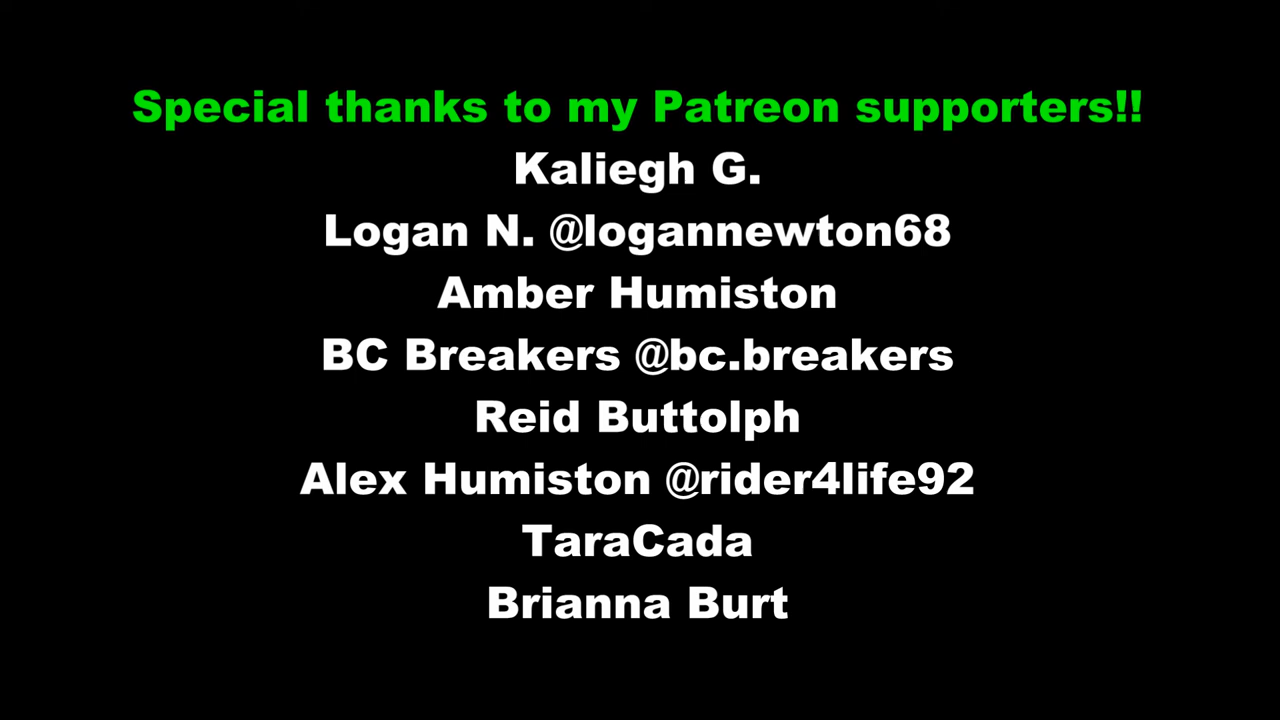 Special thanks to my Patreon supporters!!
Kaliegh G.
Logan N. @logannewton68
Amber Humiston
BC Breakers @bc.breakers
Reid Buttolph
Alex Humiston @rider4life92
TaraCada
Brianna Burt